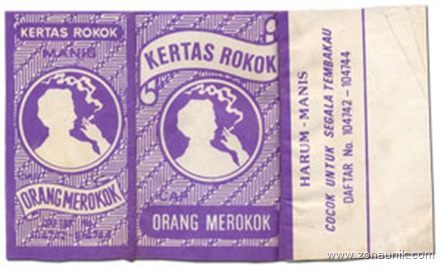 KERTAS ROKOK
MANIS
ORANG MEROKOK
KERTAS ROKOK
CAP
ORANG MEROKOK
HARUM - MANIS
COCOK UNTUK SEGALA TEMBAKAU
DAFTAR No. 104742 - 104744
www.zonaunik.com